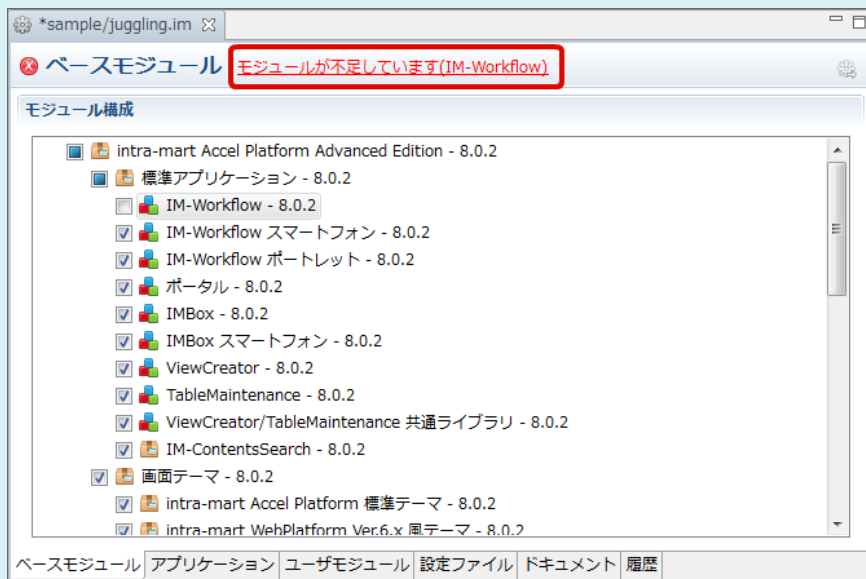 *sample/juggling.im
ベースモジュール モジュールが不足しています(IM-Workflow)
モジュール構成
intra-mart Accel Platform Advanced Edition - 8.0.2
標準アプリケーション - 8.0.2
IM-Workflow - 8.0.2
IM-Workflow スマートフォン - 8.0.2
IM-Workflow ポートレット - 8.0.2
ポータル - 8.0.2
IMBox - 8.0.2
IMBox スマートフォン - 8.0.2
ViewCreator - 8.0.2
TableMaintenance - 8.0.2
ViewCreator/TableMaintenance 共通ライブラリ - 8.0.2
IM-ContentsSearch - 8.0.2
画面テーマ - 8.0.2
intra-mart Accel Platform 標準テーマ - 8.0.2
intra-mart WebPlatform Ver.6.x 風テーマ - 8.0.2
ベースモジュール アプリケーション ユーザモジュール 設定ファイル ドキュメント 履歴